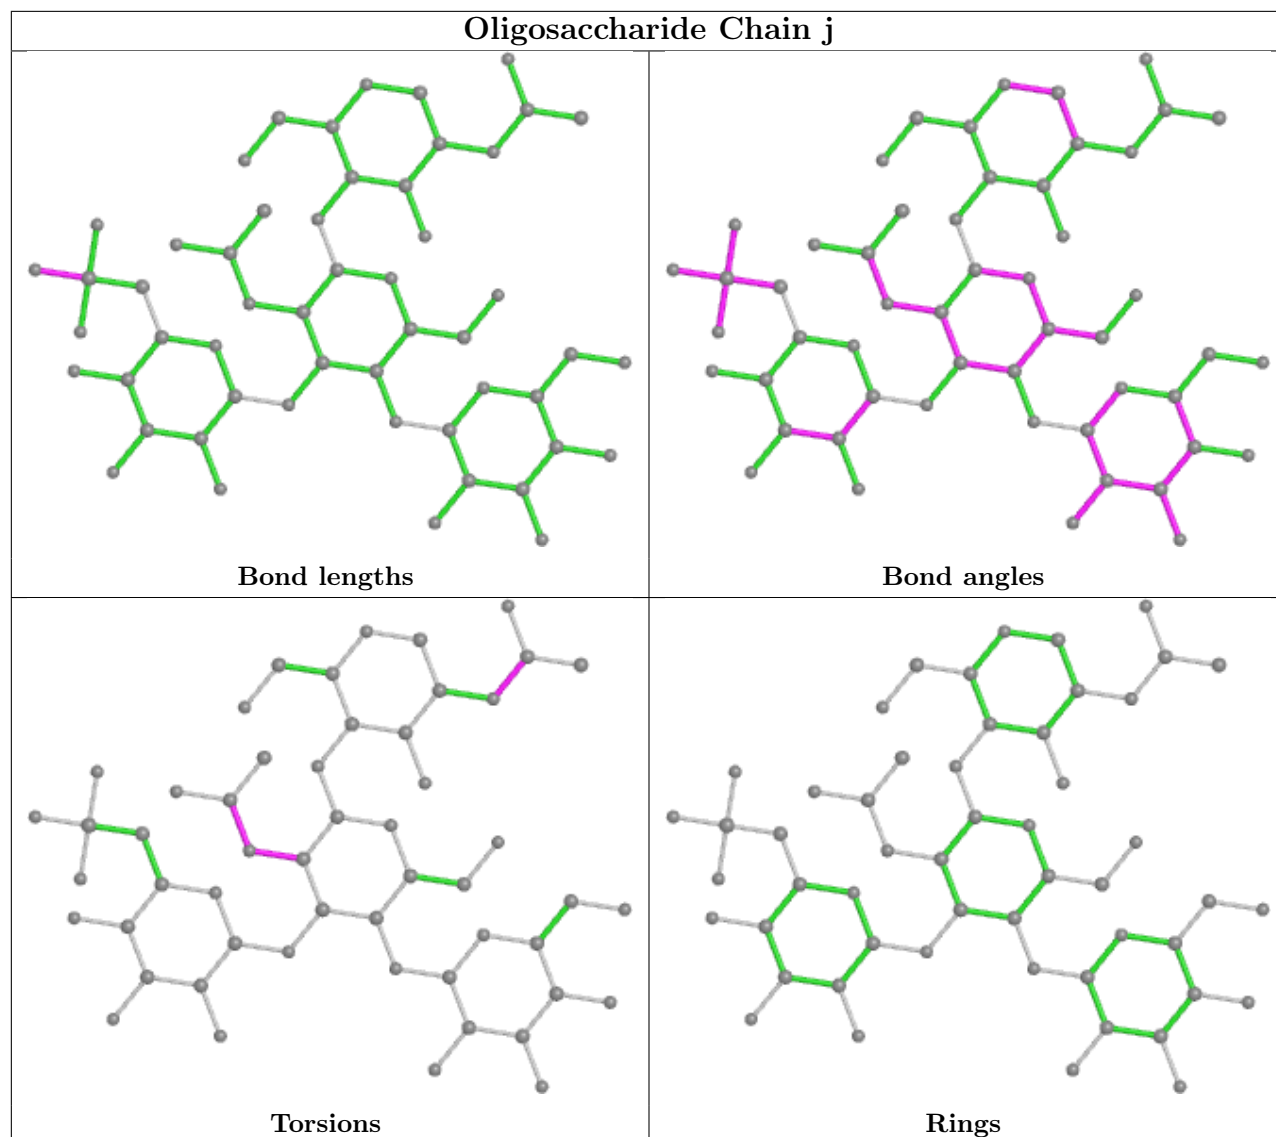 Oligosaccharide Chain j
Bond lengths
Bond angles
Torsions
Rings